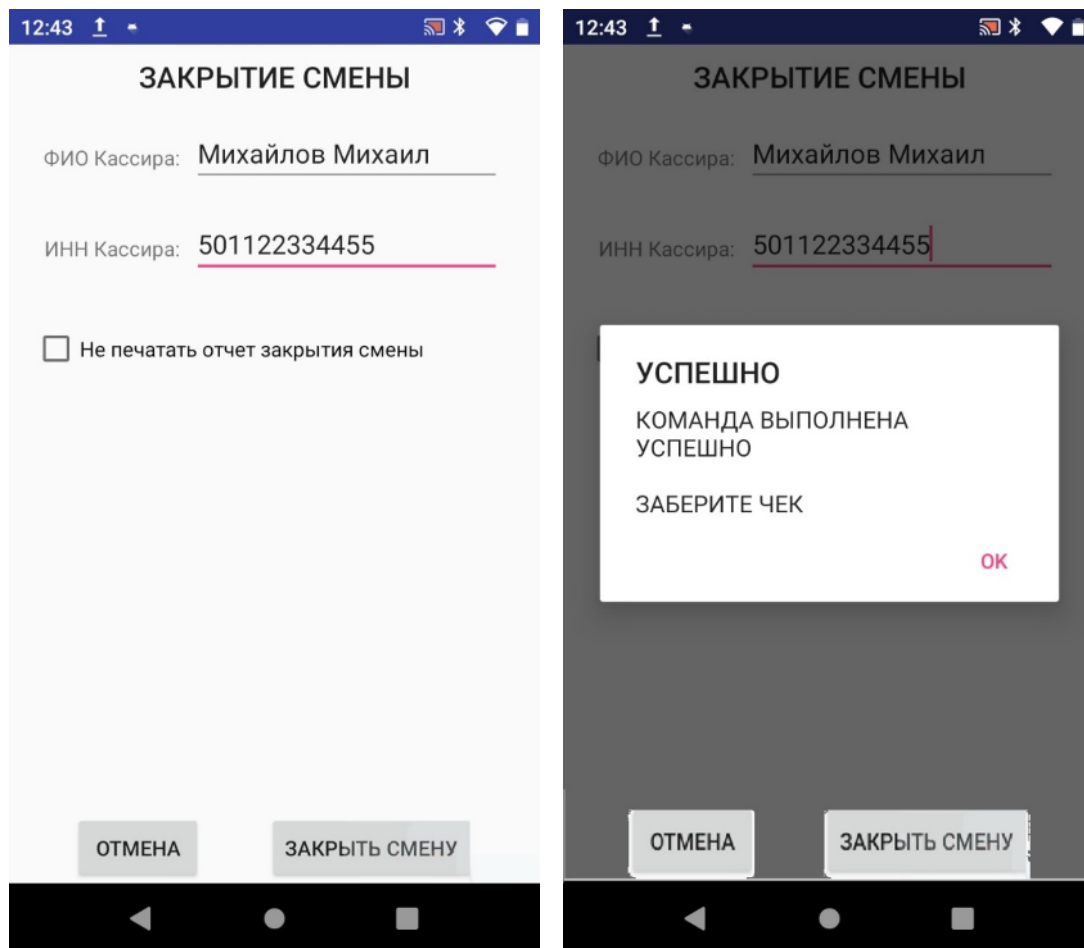 12:43
ЗАКРЫТИЕ СМЕНЫ
ФИО Кассира: Михайлов Михаил
ИНН Кассира: 501122334455
Не печатать отчет закрытия смены
ОТМЕНА ЗАКРЫТЬ СМЕНУ
12:43
ЗАКРЫТИЕ СМЕНЫ
ФИО Кассира: Михайлов Михаил
ИНН Кассира: 501122334455
УСПЕШНО
КОМАНДА ВЫПОЛНЕНА
УСПЕШНО
ЗАБЕРИТЕ ЧЕК
ОК
ОТМЕНА ЗАКРЫТЬ СМЕНУ